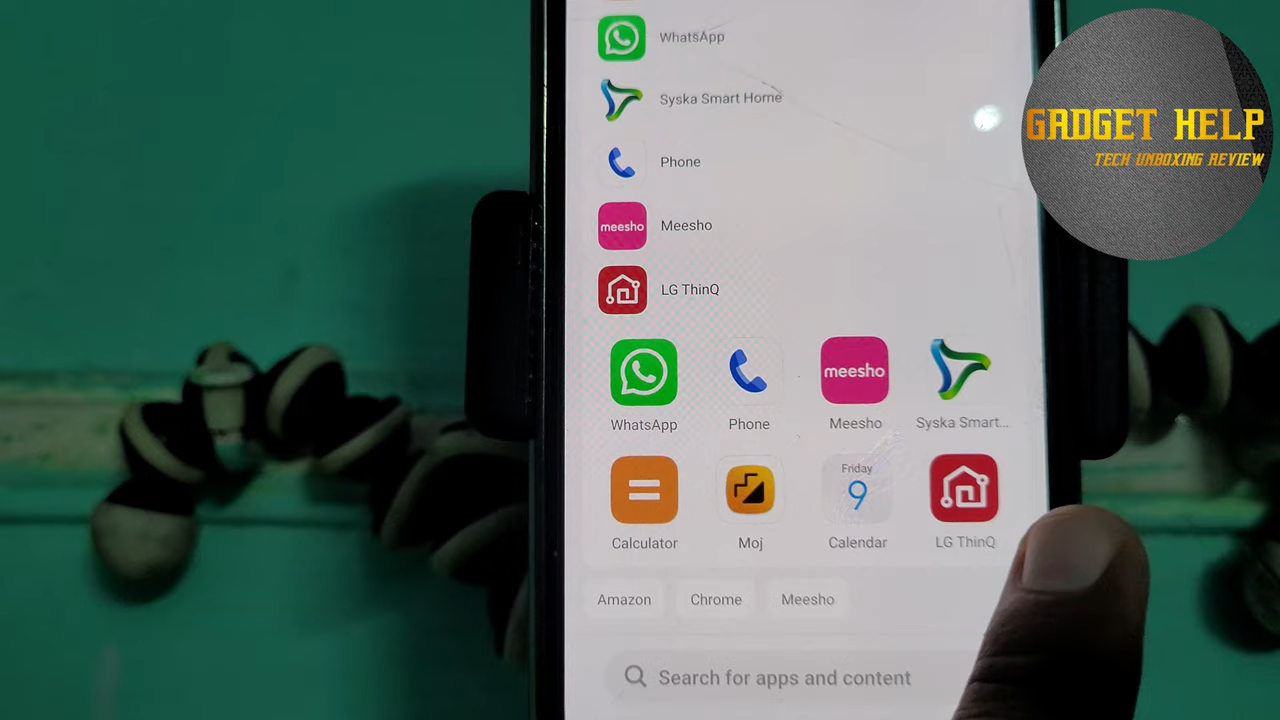 WhatsApp
Syska Smart Home
Phone
meesho
Meesho
LG ThinQ
meesho
WhatsApp
Phone
Meesho
Syska Smart...
Friday
9
Calculator
Moj
Calendar
LG ThinQ
Amazon
Chrome
Meesho
Search for apps and content
GADGET HELP
TECH UNBOXING REVIEW